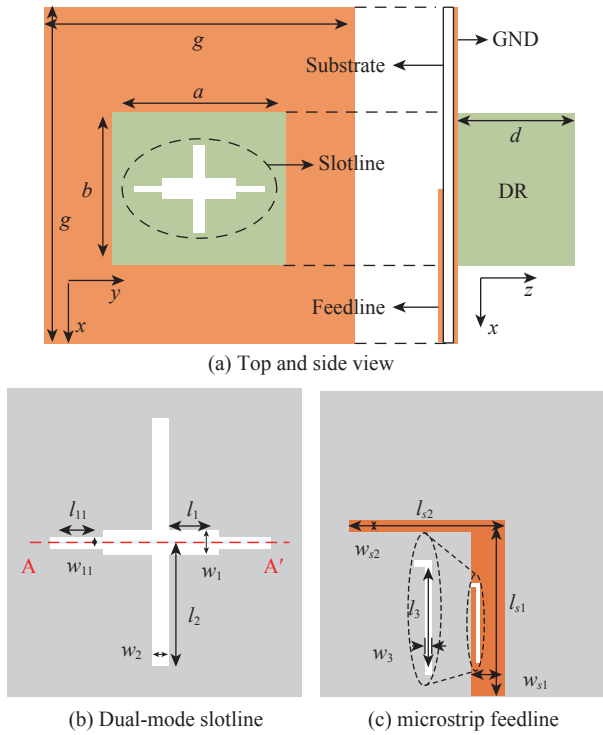 g
GND
Substrate
a
d
Slotline
b
DR
g
y
z
Feedline
x
x
(a) Top and side view
l11
l1
ls2
ws2
A
w11
w1
A′
ls1
l2
l3
w3
w2
ws1
(b) Dual-mode slotline
(c) microstrip feedline